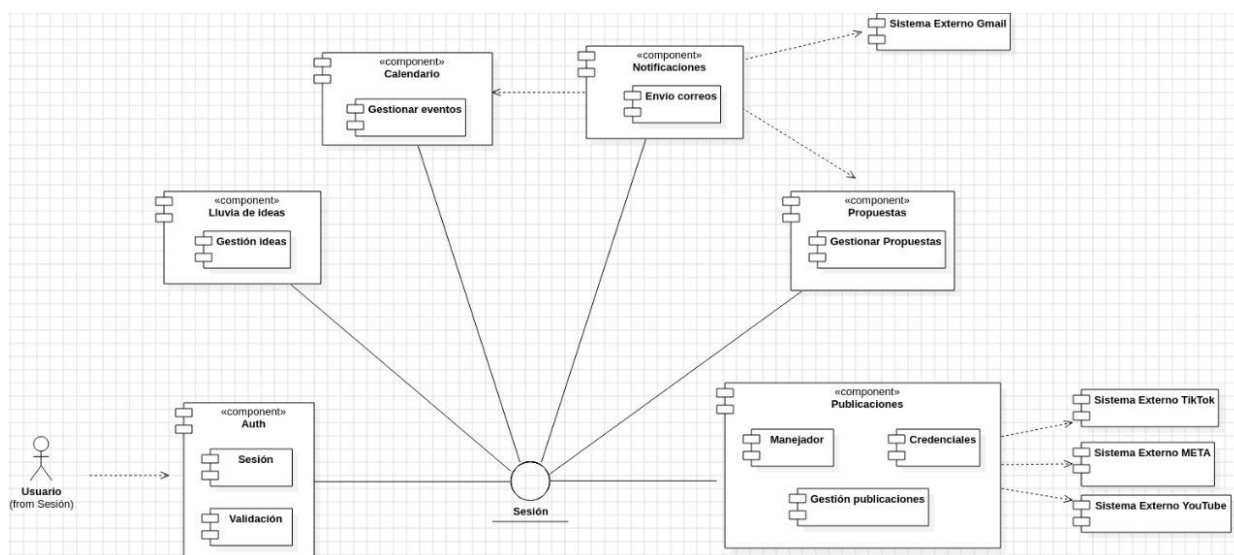 Sistema Externo Gmail
«component»
Calendario
Gestionar eventos
«component»
Notificaciones
Envío correos
«component»
Lluvia de ideas
Gestión ideas
«component»
Propuestas
Gestionar Propuestas
«component»
Auth
Sesión
Validación
Usuario
(from Sesión)
Sesión
«component»
Publicaciones
Manejador
Credenciales
Gestión publicaciones
Sistema Externo TikTok
Sistema Externo META
Sistema Externo YouTube